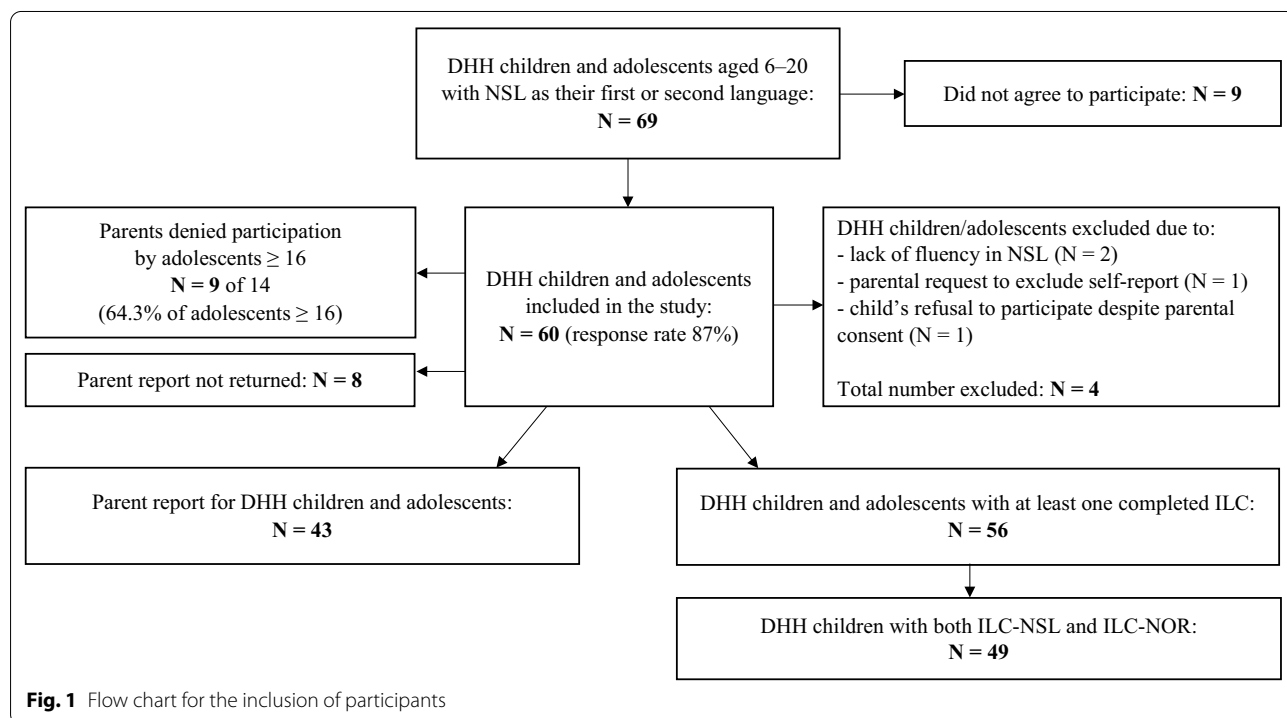 DHH children and adolescents aged 6–20
with NSL as their first or second language:
N = 69
Did not agree to participate: N = 9
Parents denied participation
by adolescents ≥ 16
N = 9 of 14
(64.3% of adolescents ≥ 16)
Parent report not returned: N = 8
DHH children and adolescents
included in the study:
N = 60 (response rate 87%)
DHH children/adolescents excluded due to:
- lack of fluency in NSL (N = 2)
- parental request to exclude self-report (N = 1)
- child’s refusal to participate despite parental
consent (N = 1)
Total number excluded: N = 4
Parent report for DHH children and adolescents:
N = 43
DHH children and adolescents with at least one completed ILC:
N = 56
DHH children with both ILC-NSL and ILC-NOR:
N = 49
Fig. 1 Flow chart for the inclusion of participants